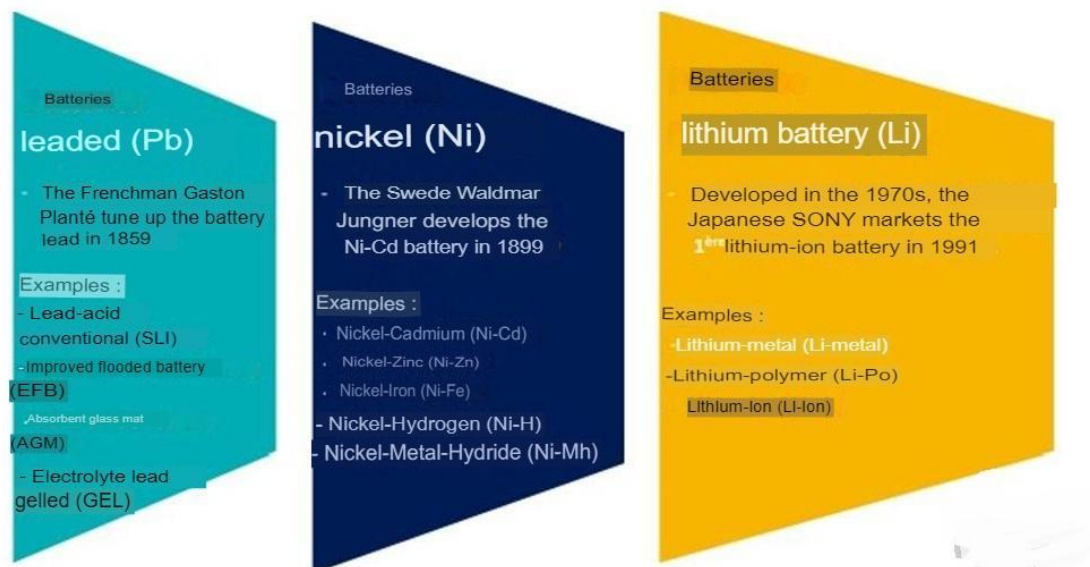 Batteries
leaded (Pb)
- The Frenchman Gaston
Planté tune up the battery
lead in 1859
Examples :
- Lead-acid
conventional (SLI)
-Improved flooded battery
(EFB)
.Absorbent glass mat
(AGM)
- Electrolyte lead
gelled (GEL)
Batteries
nickel (Ni)
- The Swede Waldmar
Jungner develops the
Ni-Cd battery in 1899
Examples :
· Nickel-Cadmium (Ni-Cd)
· Nickel-Zinc (Ni-Zn)
· Nickel-Iron (Ni-Fe)
- Nickel-Hydrogen (Ni-H)
- Nickel-Metal-Hydride (Ni-Mh)
Batteries
lithium battery (Li)
- Developed in the 1970s, the
Japanese SONY markets the
1ère lithium-ion battery in 1991
Examples :
-Lithium-metal (Li-metal)
-Lithium-polymer (Li-Po)
Lithium-Ion (Li-Ion)